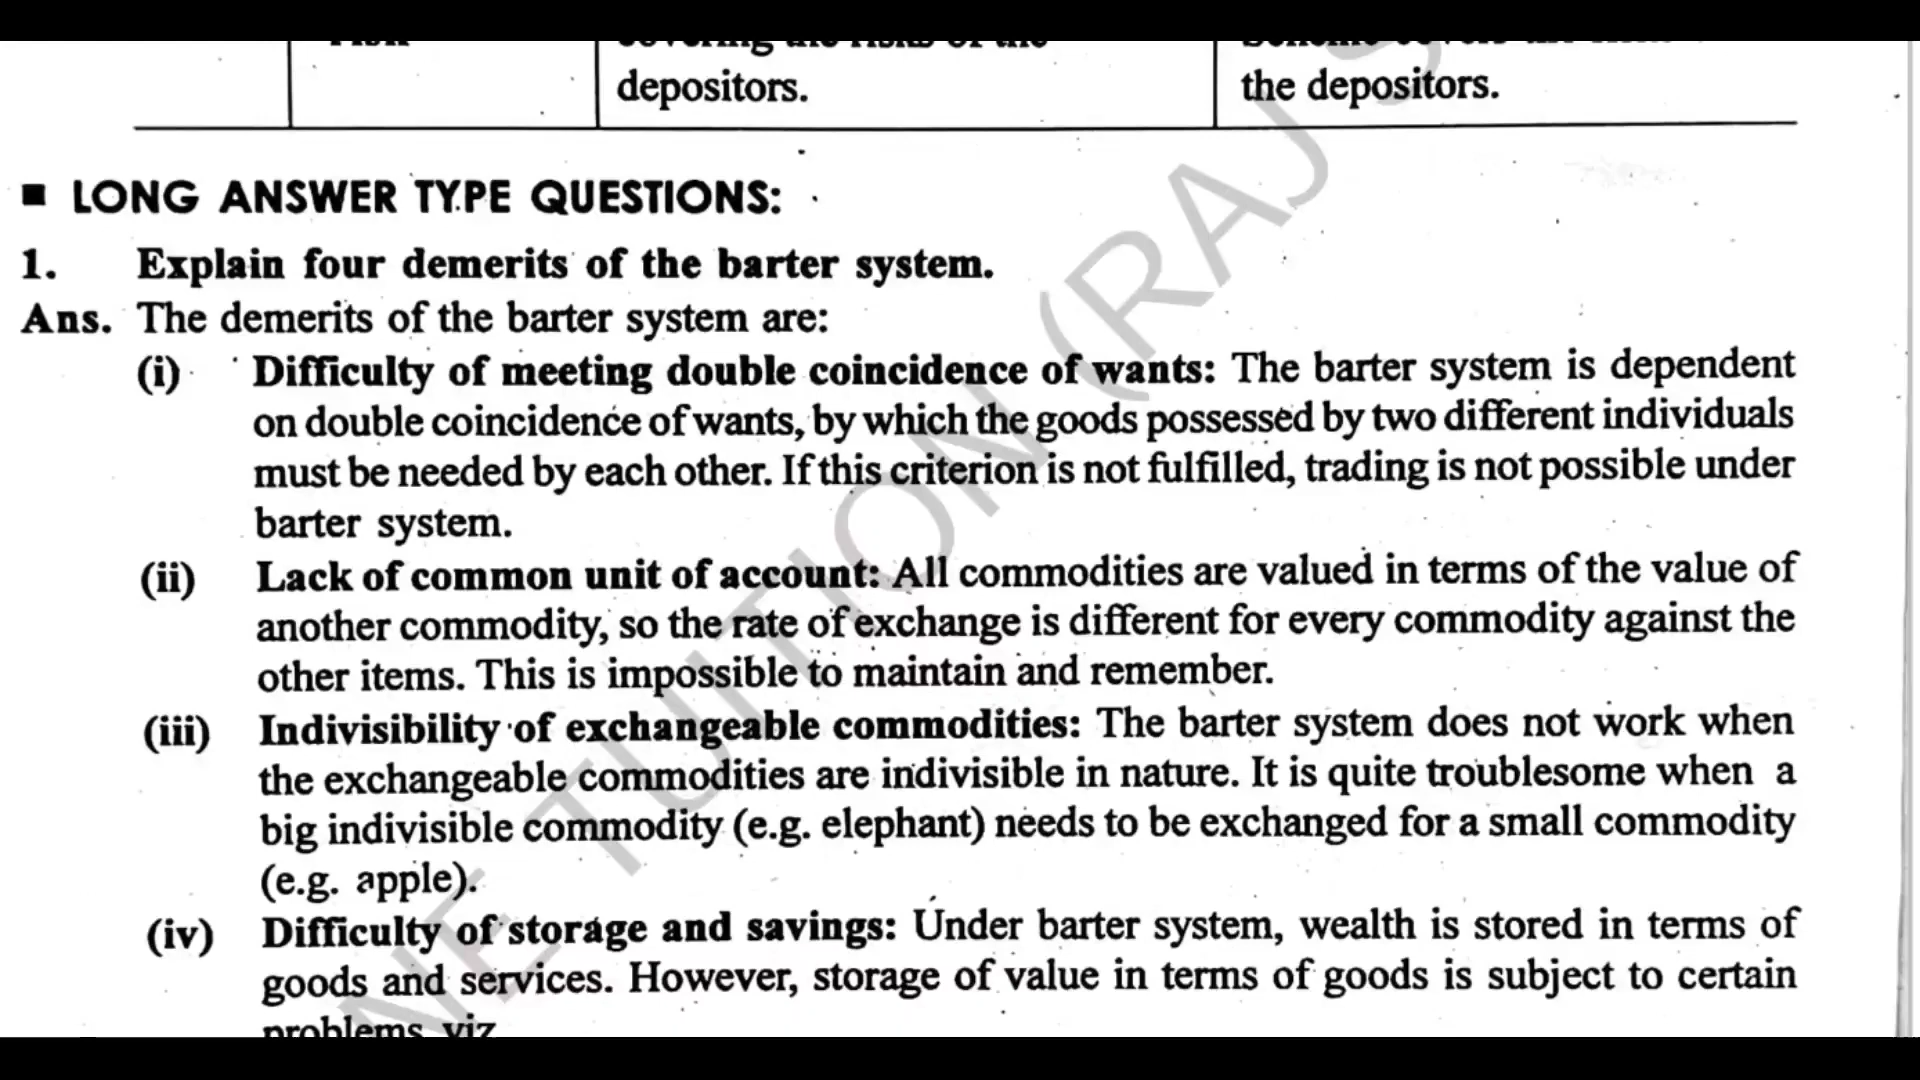 depositors.
the depositors.
■ LONG ANSWER TYPE QUESTIONS:
1. Explain four demerits of the barter system.
Ans. The demerits of the barter system are:
(i) Difficulty of meeting double coincidence of wants: The barter system is dependent
on double coincidence of wants, by which the goods possessed by two different individuals
must be needed by each other. If this criterion is not fulfilled, trading is not possible under
barter system.
(ii) Lack of common unit of account: All commodities are valued in terms of the value of
another commodity, so the rate of exchange is different for every commodity against the
other items. This is impossible to maintain and remember.
(iii) Indivisibility of exchangeable commodities: The barter system does not work when
the exchangeable commodities are indivisible in nature. It is quite troublesome when a
big indivisible commodity (e.g. elephant) needs to be exchanged for a small commodity
(e.g. apple).
(iv) Difficulty of storage and savings: Under barter system, wealth is stored in terms of
goods and services. However, storage of value in terms of goods is subject to certain
problems viz
NE TUITION (RAJ S